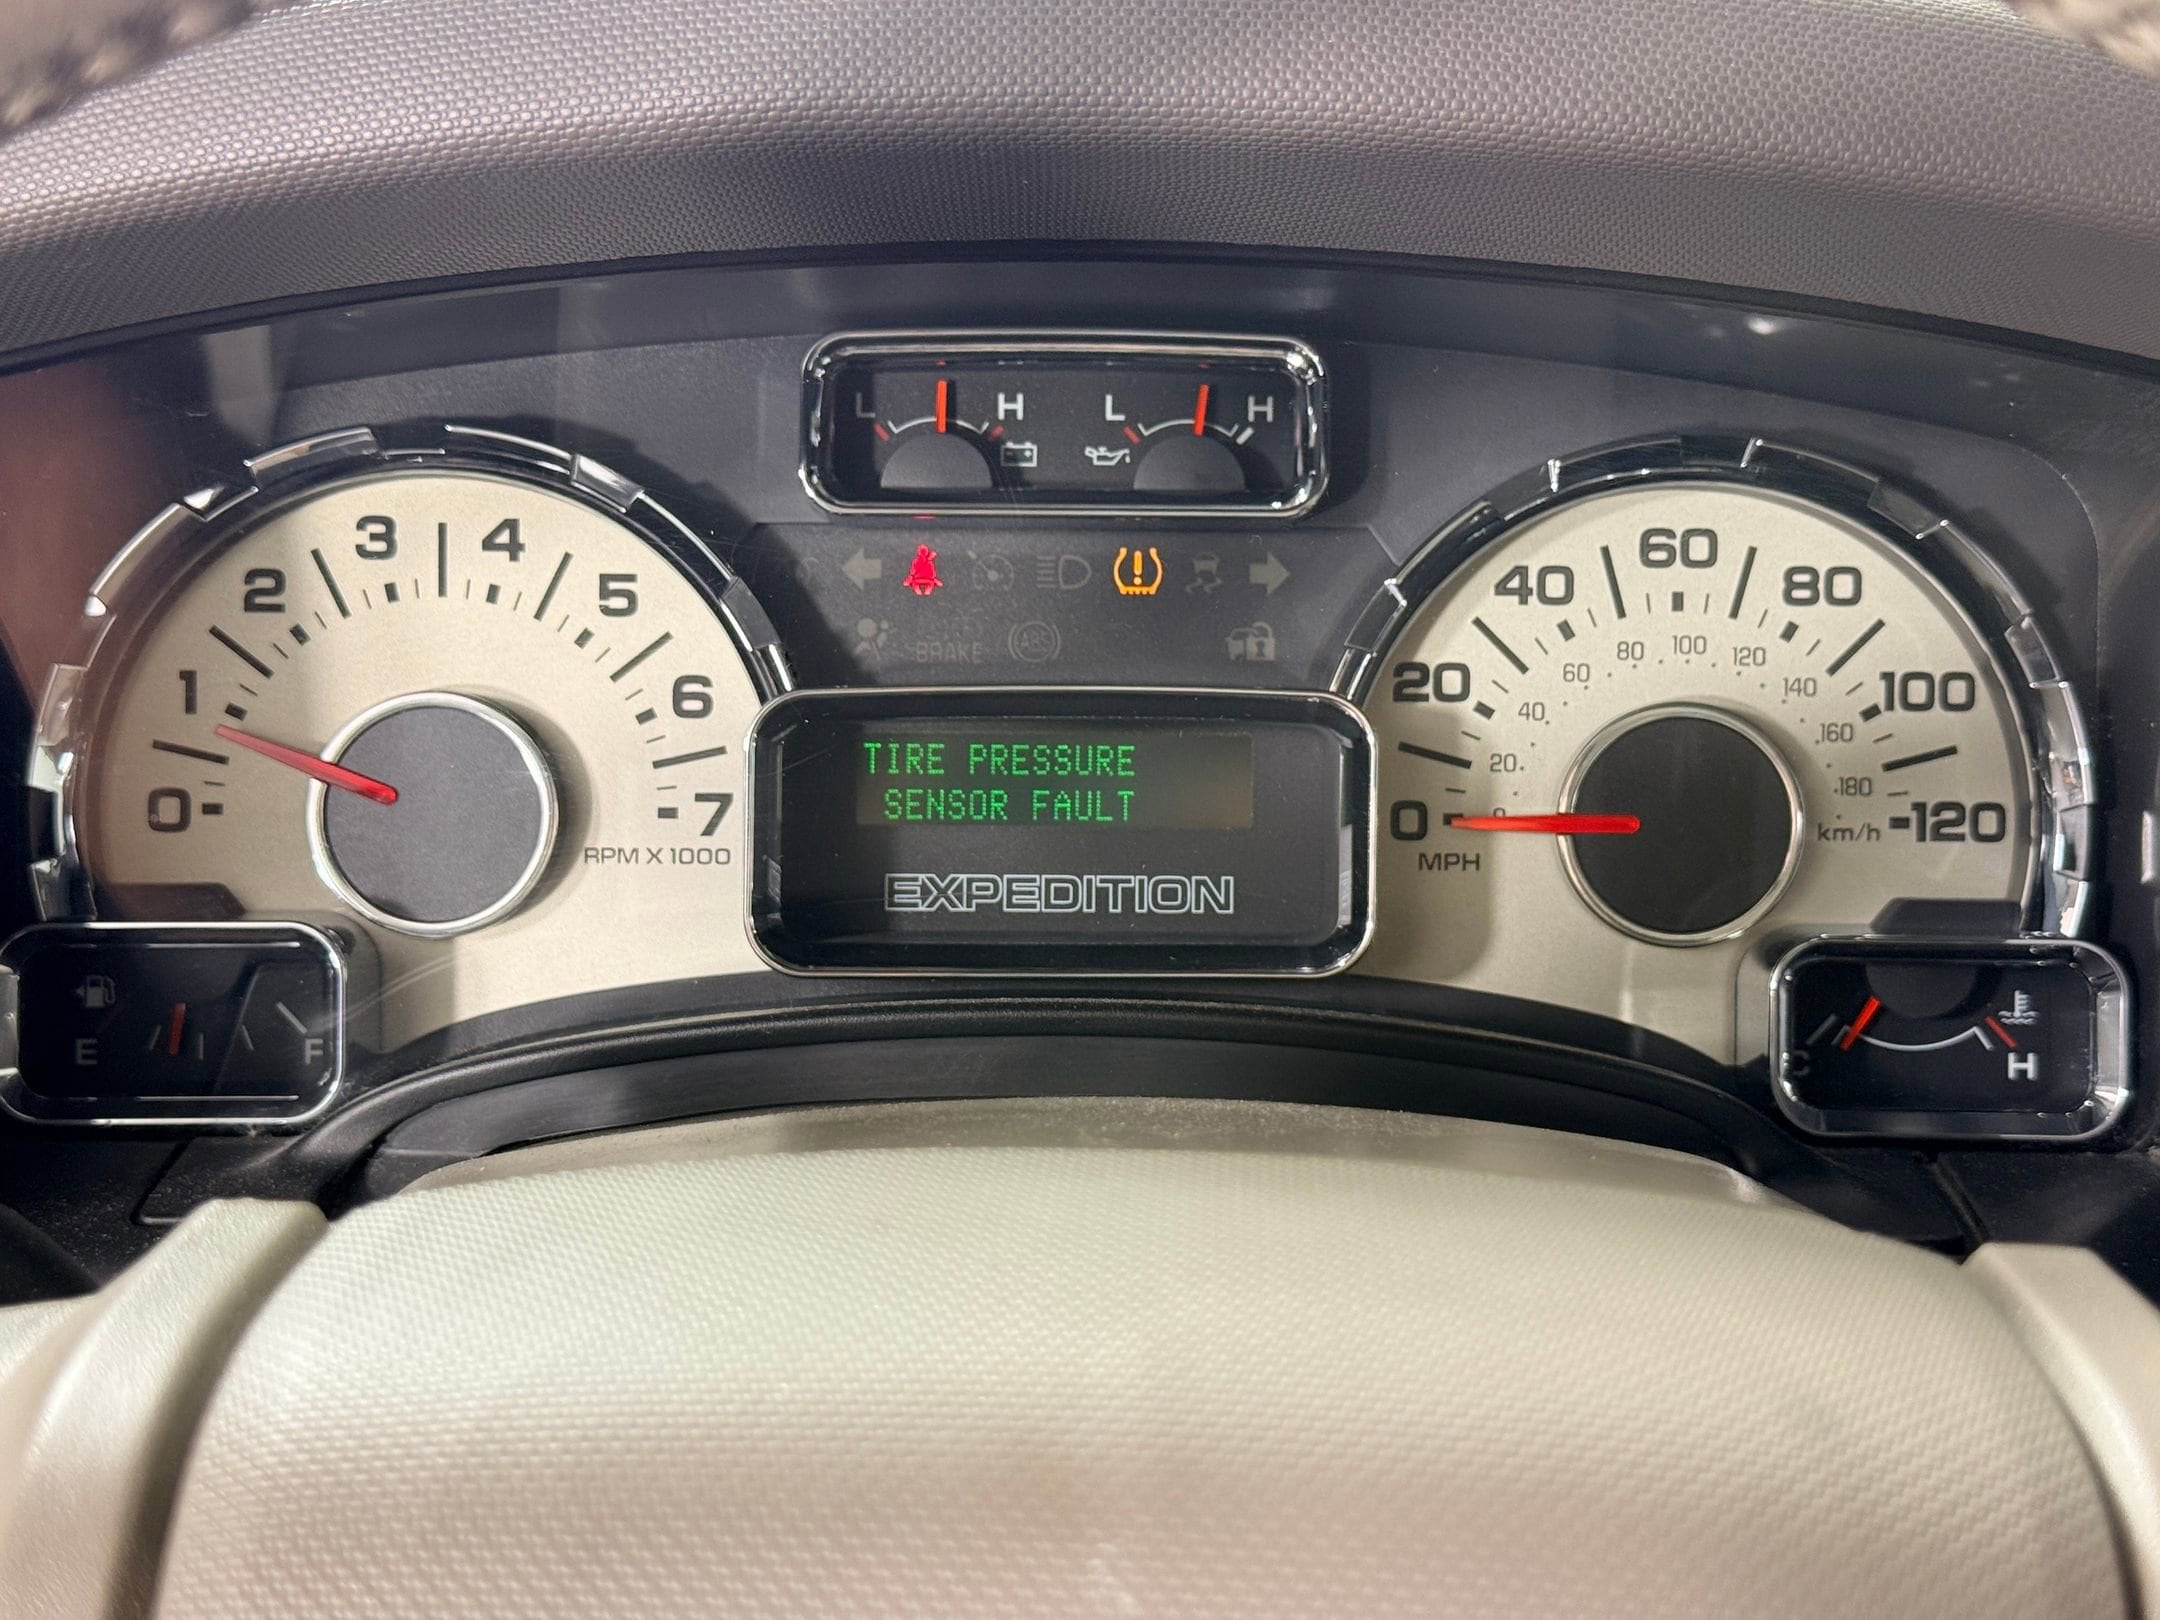 L H L H
BRAKE ABS
0 1 2 3 4 5 6 7
RPM X 1000
TIRE PRESSURE
SENSOR FAULT
EXPEDITION
0 20 40 60 80 100 120
MPH
0 20 40 60 80 100 120 140 160 180
km/h
E F
C H